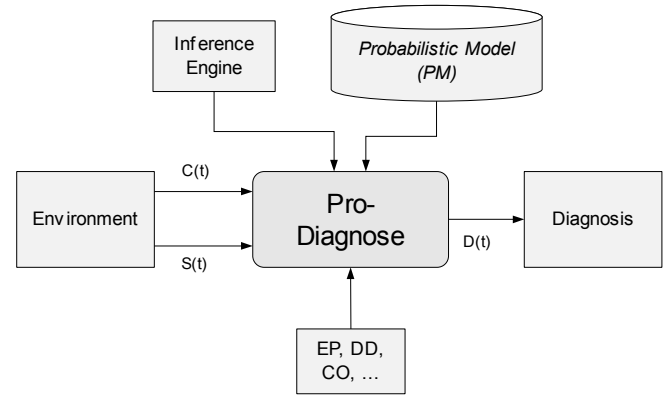 Inference
Engine
Probabilistic Model
(PM)
C(t)
Environment
S(t)
Pro-
Diagnose
D(t)
Diagnosis
EP, DD,
CO, ...